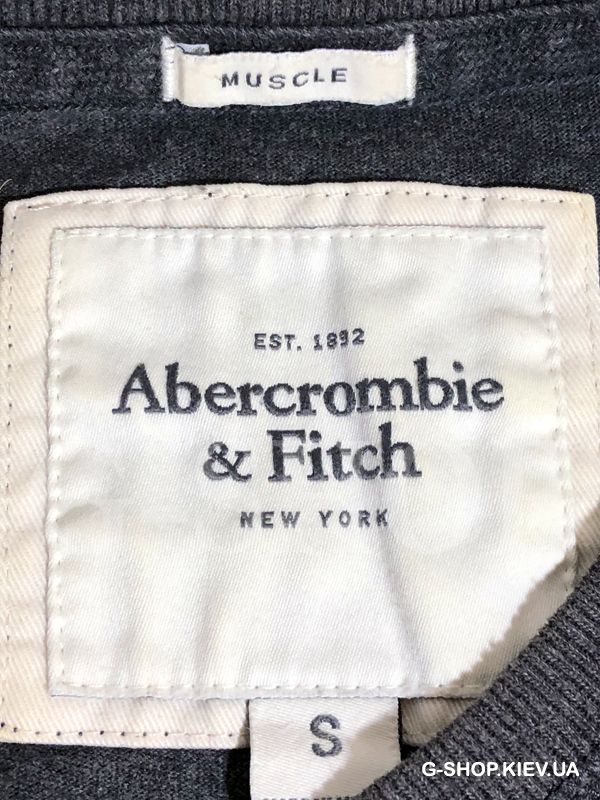 MUSCLE
EST. 1892
Abercrombie
& Fitch
NEW YORK
S
G-SHOP.KIEV.UA